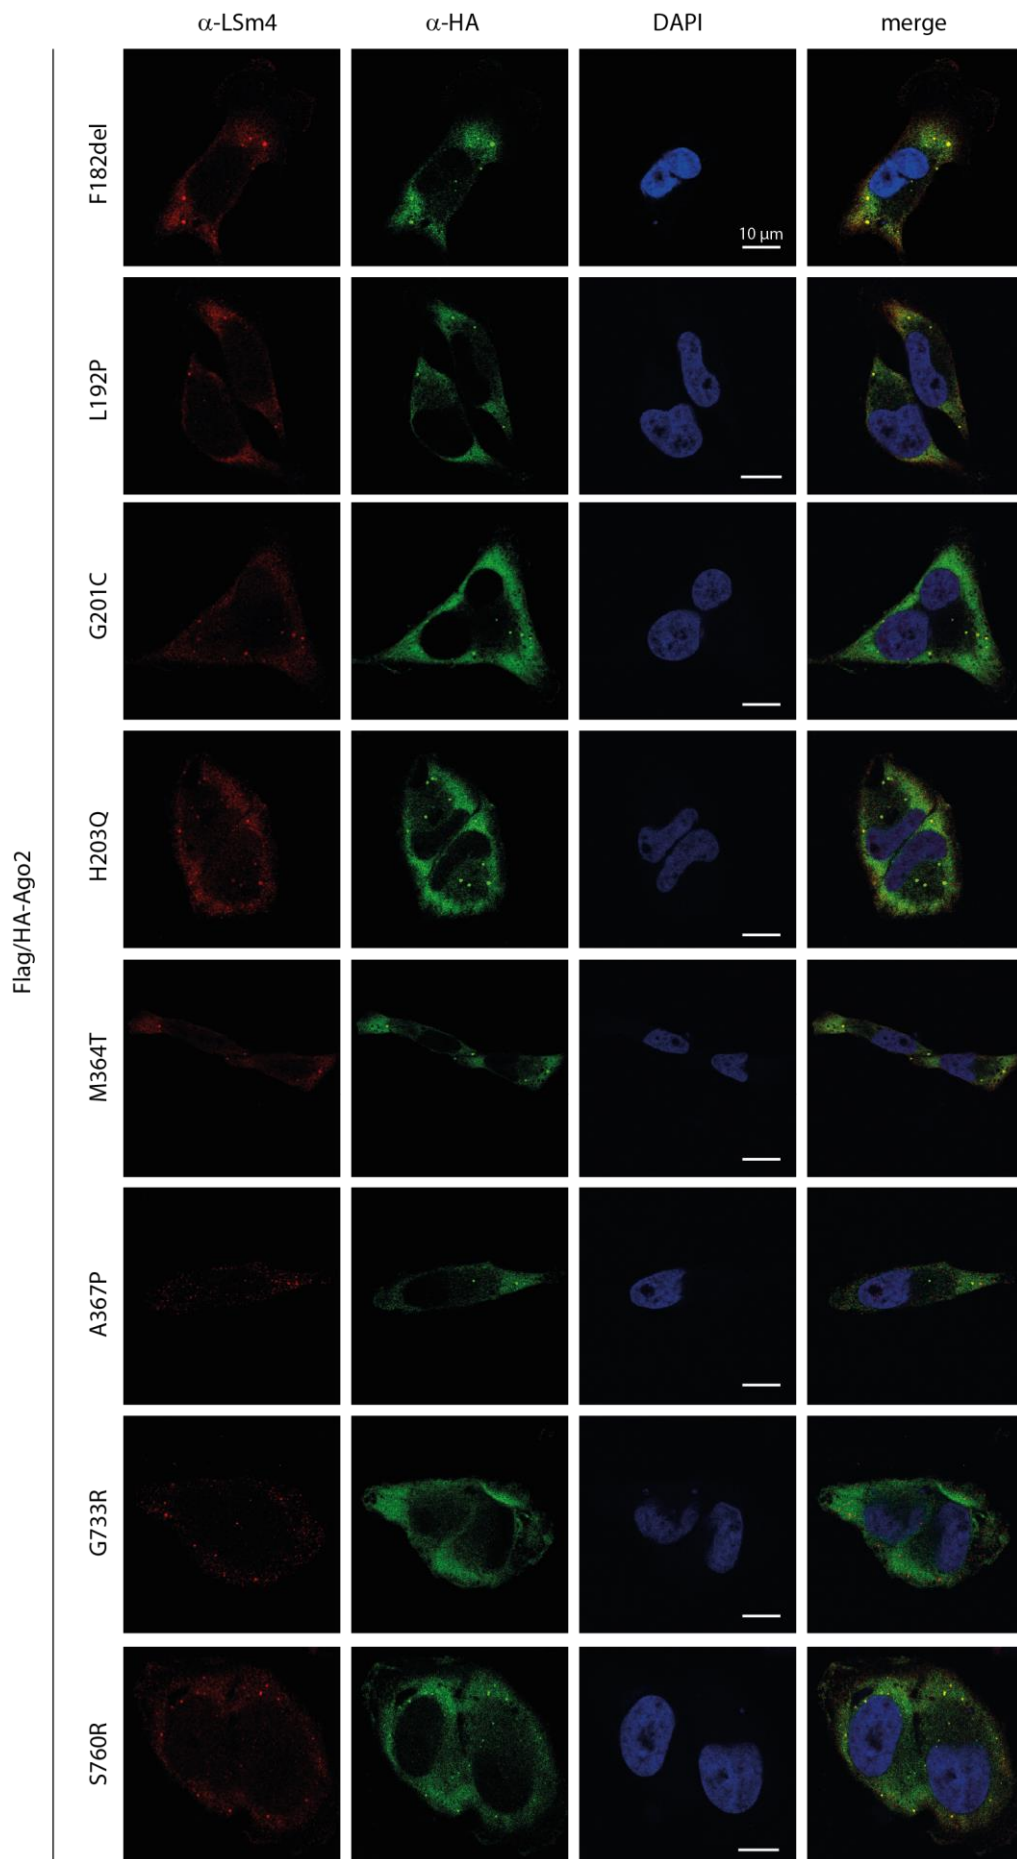 α-LSm4 α-HA DAPI merge
Flag/HA-Ago2
F182del
10 µm
L192P
G201C
H203Q
M364T
A367P
G733R
S760R